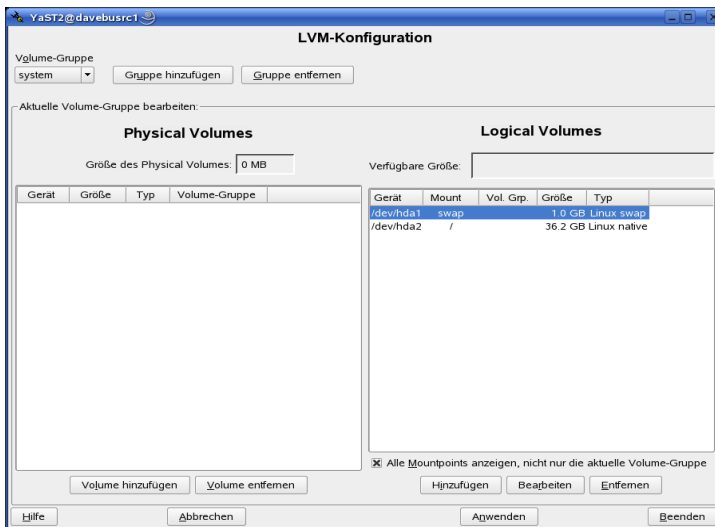 YaST2@davebusrc1
LVM-Konfiguration
Volume-Gruppe
system
Gruppe hinzufügen
Gruppe entfernen
Aktuelle Volume-Gruppe bearbeiten:
Physical Volumes
Größe des Physical Volumes: 0 MB
Gerät Größe Typ Volume-Gruppe
Volume hinzufügen
Volume entfernen
Logical Volumes
Verfügbare Größe:
Gerät Mount Vol. Grp. Größe Typ
/dev/hda1 swap 1.0 GB Linux swap
/dev/hda2 / 36.2 GB Linux native
Alle Mountpoints anzeigen, nicht nur die aktuelle Volume-Gruppe
Hinzufügen
Bearbeiten
Entfernen
Hilfe
Abbrechen
Anwenden
Beenden